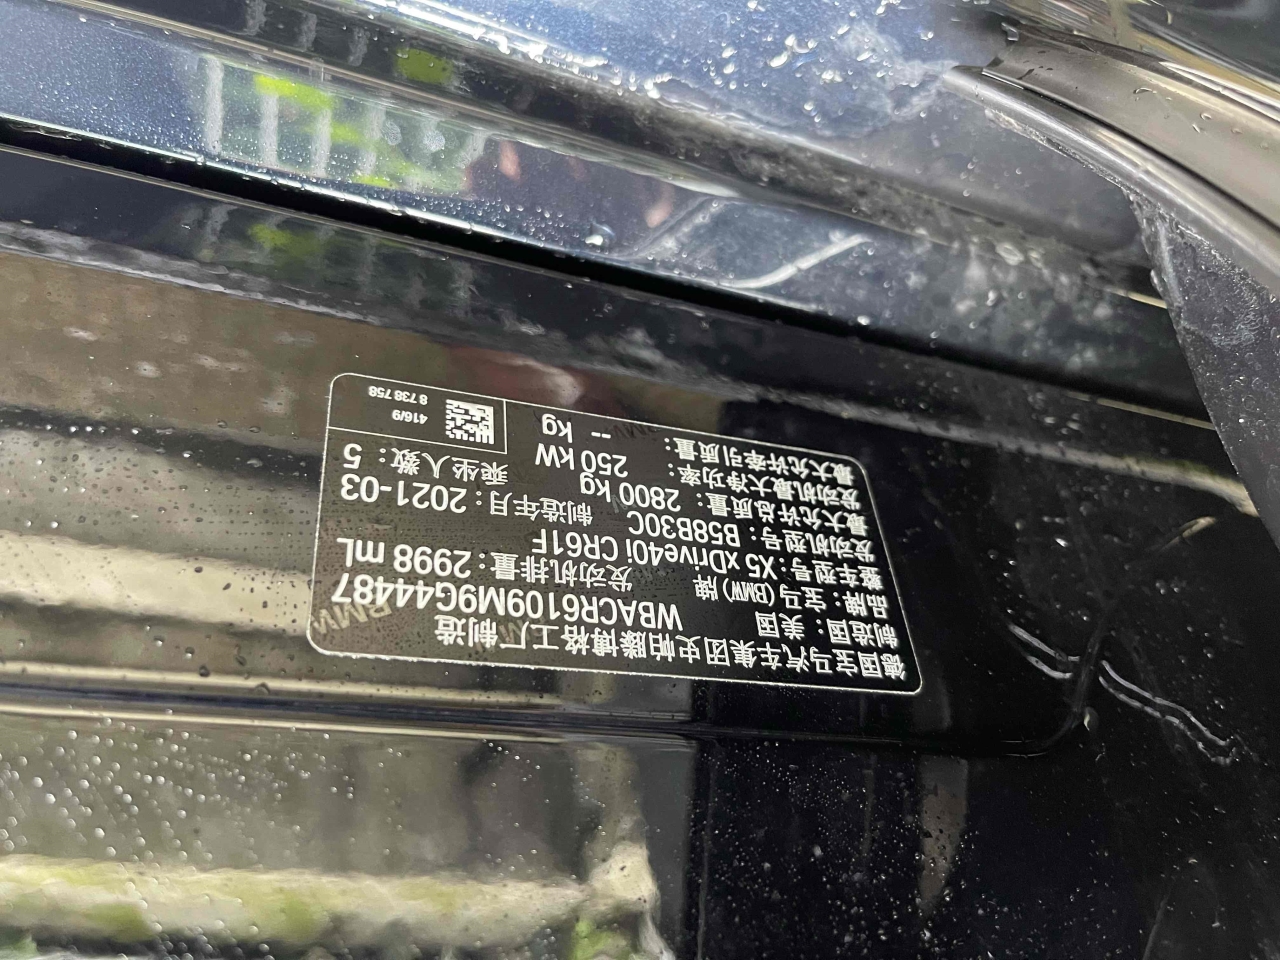 德国宝马汽车集团史帕滕博格工厂 制造
制造国：美国 WBACR6109M9G44487
品牌：宝马(BMW)牌 发动机排量：2998 mL
整车型号：X5 xDrive40i CR61F
发动机型号：B58B30C 制造年月：2021-03
最大允许总质量：2800 kg 乘坐人数：5
发动机最大净功率：250 kW
最大允许牵引质量：-- kg
416/9
8 738 758
BMW
BMW
BMW